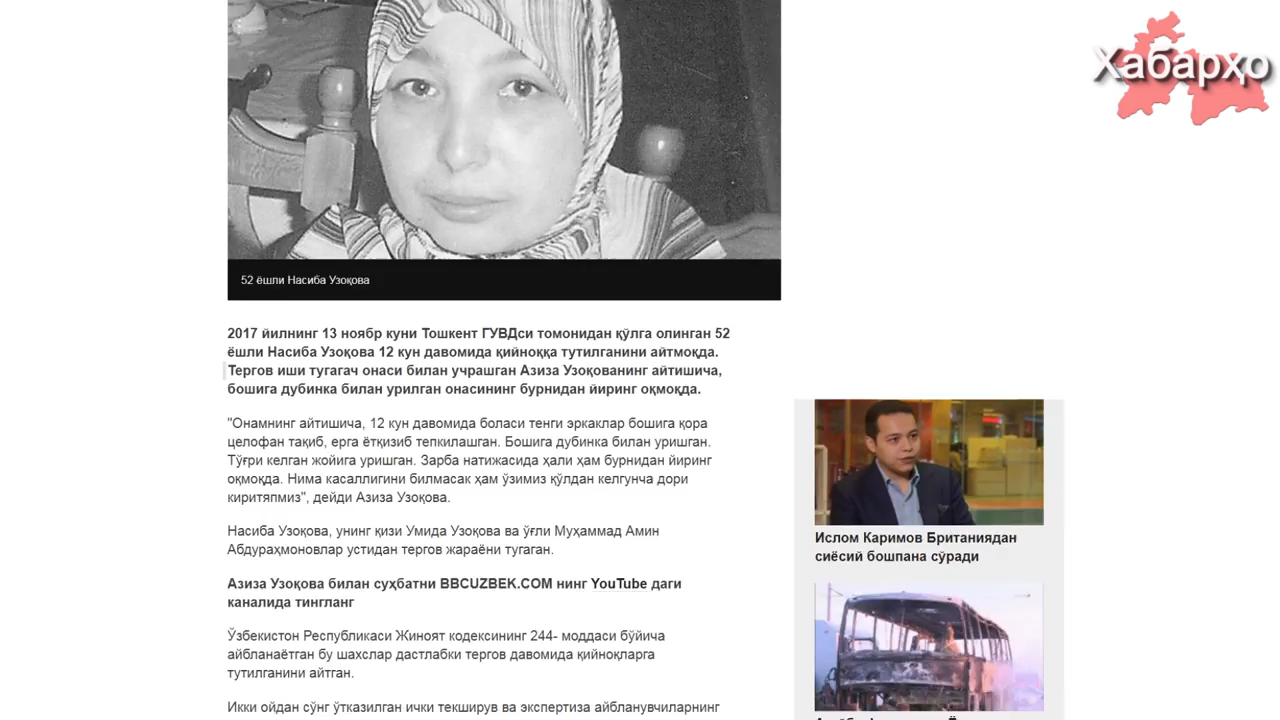 Хабарҳо
52 ёшли Насиба Узоқова
2017 йилнинг 13 ноябр куни Тошкент ГУВДси томонидан қўлга олинган 52
ёшли Насиба Узоқова 12 кун давомида қийноққа тутилганини айтмоқда.
Тергов иши тугагач онаси билан учрашган Азиза Узоқованинг айтишича,
бошига дубинка билан урилган онасининг бурнидан йиринг оқмоқда.
"Онамнинг айтишича, 12 кун давомида боласи тенги эркаклар бошига қора
целофан тақиб, ерга ётқизиб тепкилашган. Бошига дубинка билан уришган.
Тўғри келган жойига уришган. Зарба натижасида ҳали ҳам бурнидан йиринг
оқмоқда. Нима касаллигини билмасак ҳам ўзимиз қўлдан келгунча дори
киритяпмиз", дейди Азиза Узоқова.
Насиба Узоқова, унинг қизи Умида Узоқова ва ўғли Муҳаммад Амин
Абдураҳмоновлар устидан тергов жараёни тугаган.
Азиза Узоқова билан суҳбатни BBCUZBEK.COM нинг YouTube даги
каналида тингланг
Ўзбекистон Республикаси Жиноят кодексининг 244- моддаси бўйича
айбланаётган бу шахслар дастлабки тергов давомида қийноқларга
тутилганини айтган.
Икки ойдан сўнг ўтказилган ички текширув ва экспертиза айбланувчиларнинг
Ислом Каримов Британиядан
сиёсий бошпана сўради